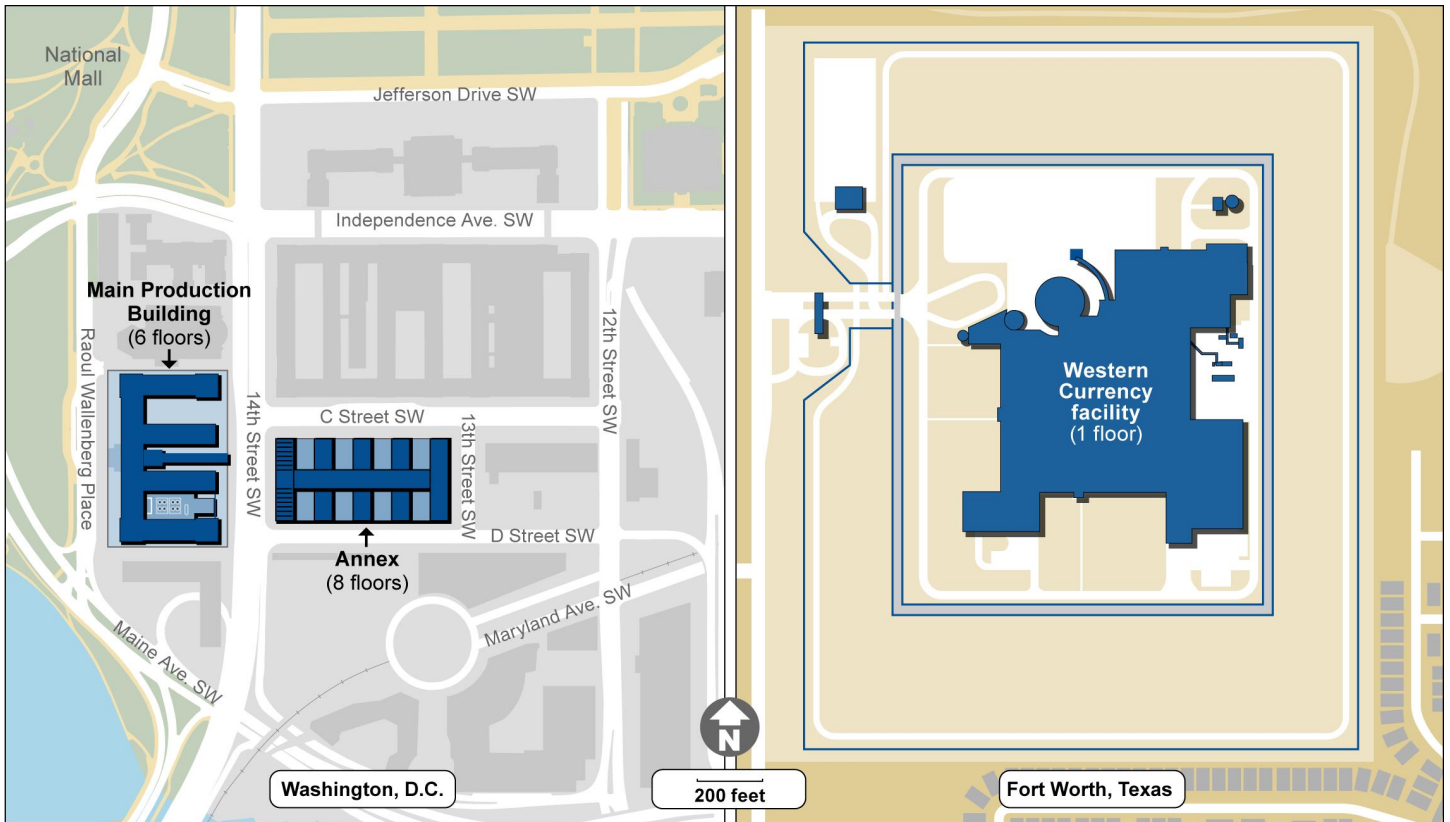 National
Mall
Jefferson Drive SW
Independence Ave. SW
Main Production
Building
(6 floors)
Raoul Wallenberg Place
14th Street SW
12th Street SW
C Street SW
13th Street SW
D Street SW
Annex
(8 floors)
Maryland Ave. SW
Maine Ave. SW
Washington, D.C.
N
200 feet
Western
Currency
facility
(1 floor)
Fort Worth, Texas